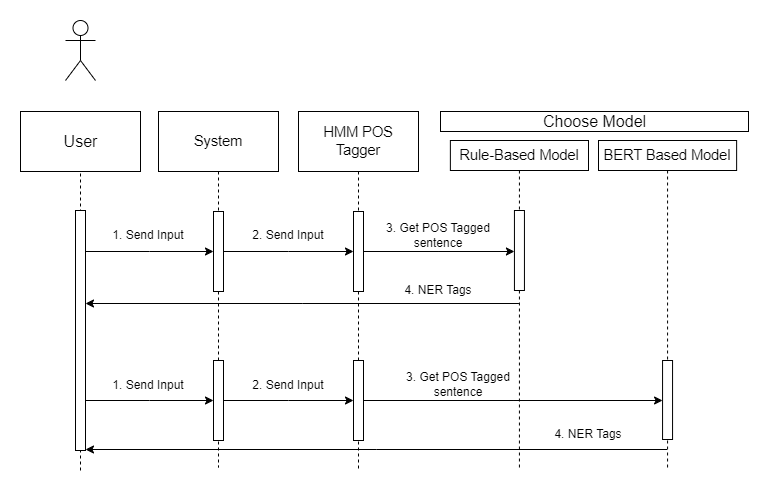 User
System
HMM POS
Tagger
Choose Model
Rule-Based Model
BERT Based Model
1. Send Input
2. Send Input
3. Get POS Tagged
sentence
4. NER Tags
1. Send Input
2. Send Input
3. Get POS Tagged
sentence
4. NER Tags